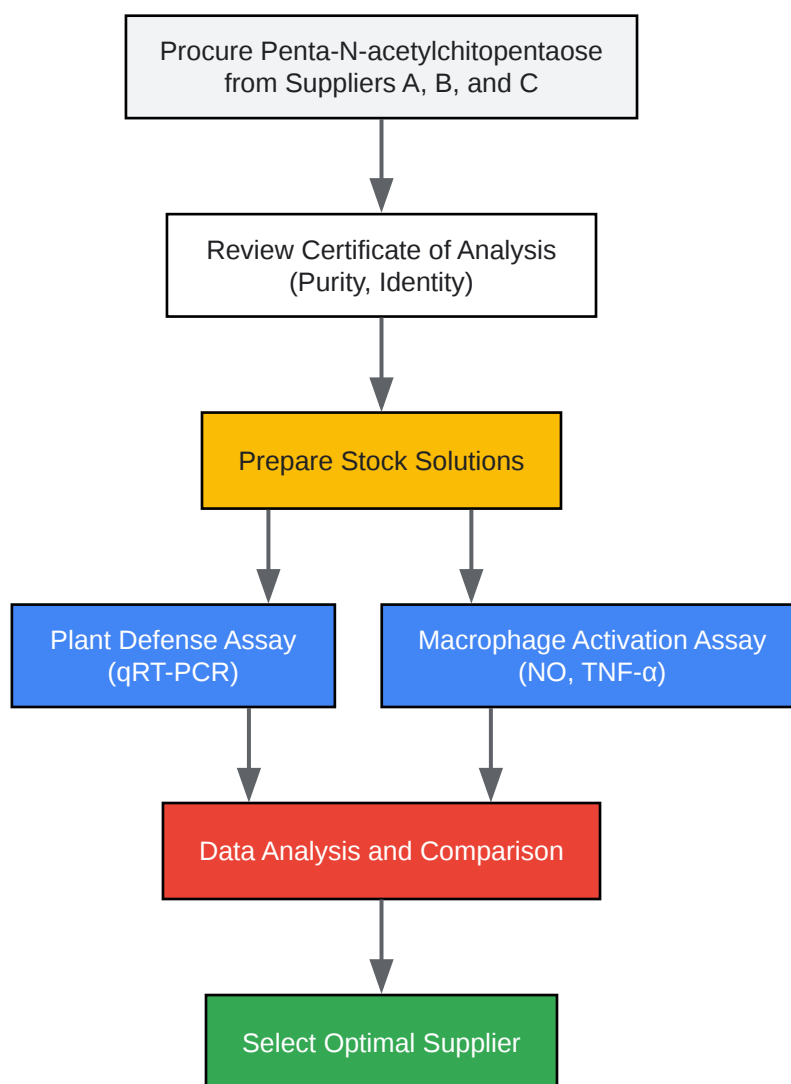 Procure Penta-N-acetylchitopentaose
from Suppliers A, B, and C
Review Certificate of Analysis
(Purity, Identity)
Prepare Stock Solutions
Plant Defense Assay
(qRT-PCR)
Macrophage Activation Assay
(NO, TNF-α)
Data Analysis and Comparison
Select Optimal Supplier